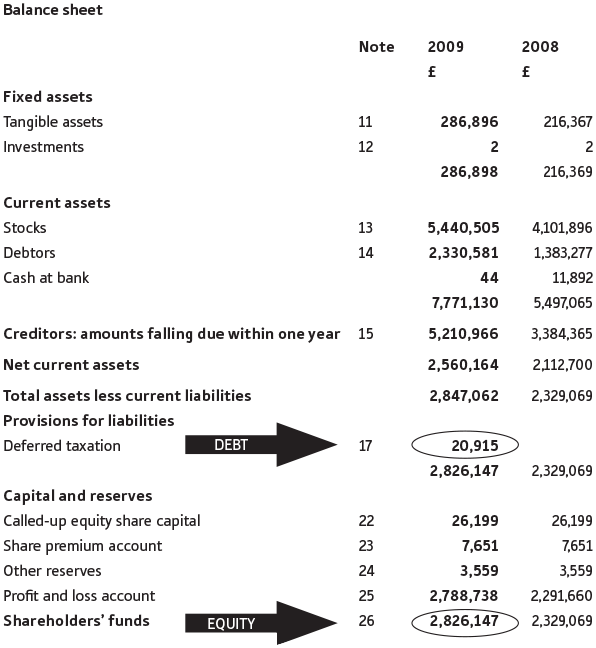 Balance sheet
Note 2009 2008
£ £
Fixed assets
Tangible assets 11 286,896 216,367
Investments 12 2 2
286,898 216,369
Current assets
Stocks 13 5,440,505 4,101,896
Debtors 14 2,330,581 1,383,277
Cash at bank 44 11,892
7,771,130 5,497,065
Creditors: amounts falling due within one year 15 5,210,966 3,384,365
Net current assets 2,560,164 2,112,700
Total assets less current liabilities 2,847,062 2,329,069
Provisions for liabilities
Deferred taxation DEBT 17 20,915
2,826,147 2,329,069
Capital and reserves
Called-up equity share capital 22 26,199 26,199
Share premium account 23 7,651 7,651
Other reserves 24 3,559 3,559
Profit and loss account 25 2,788,738 2,291,660
Shareholders' funds EQUITY 26 2,826,147 2,329,069